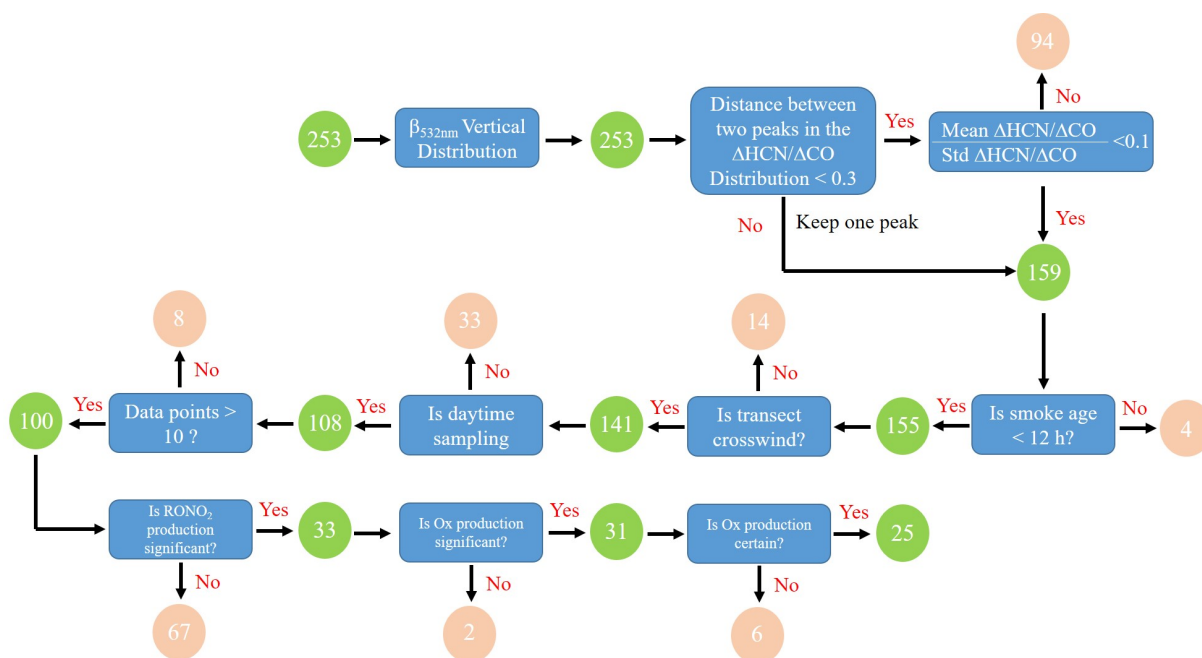 94
No
253
β532nm Vertical
Distribution
253
Distance between
two peaks in the
ΔHCN/ΔCO
Distribution < 0.3
Yes
Mean ΔHCN/ΔCO
Std ΔHCN/ΔCO
<0.1
No
Keep one peak
Yes
159
8
33
14
No
No
No
100
Yes
Data points >
10 ?
108
Yes
Is daytime
sampling
141
Yes
Is transect
crosswind?
155
Yes
Is smoke age
< 12 h?
No
4
Is RONO2
production
significant?
Yes
33
Is Ox production
significant?
Yes
31
Is Ox production
certain?
Yes
25
No
No
No
67
2
6